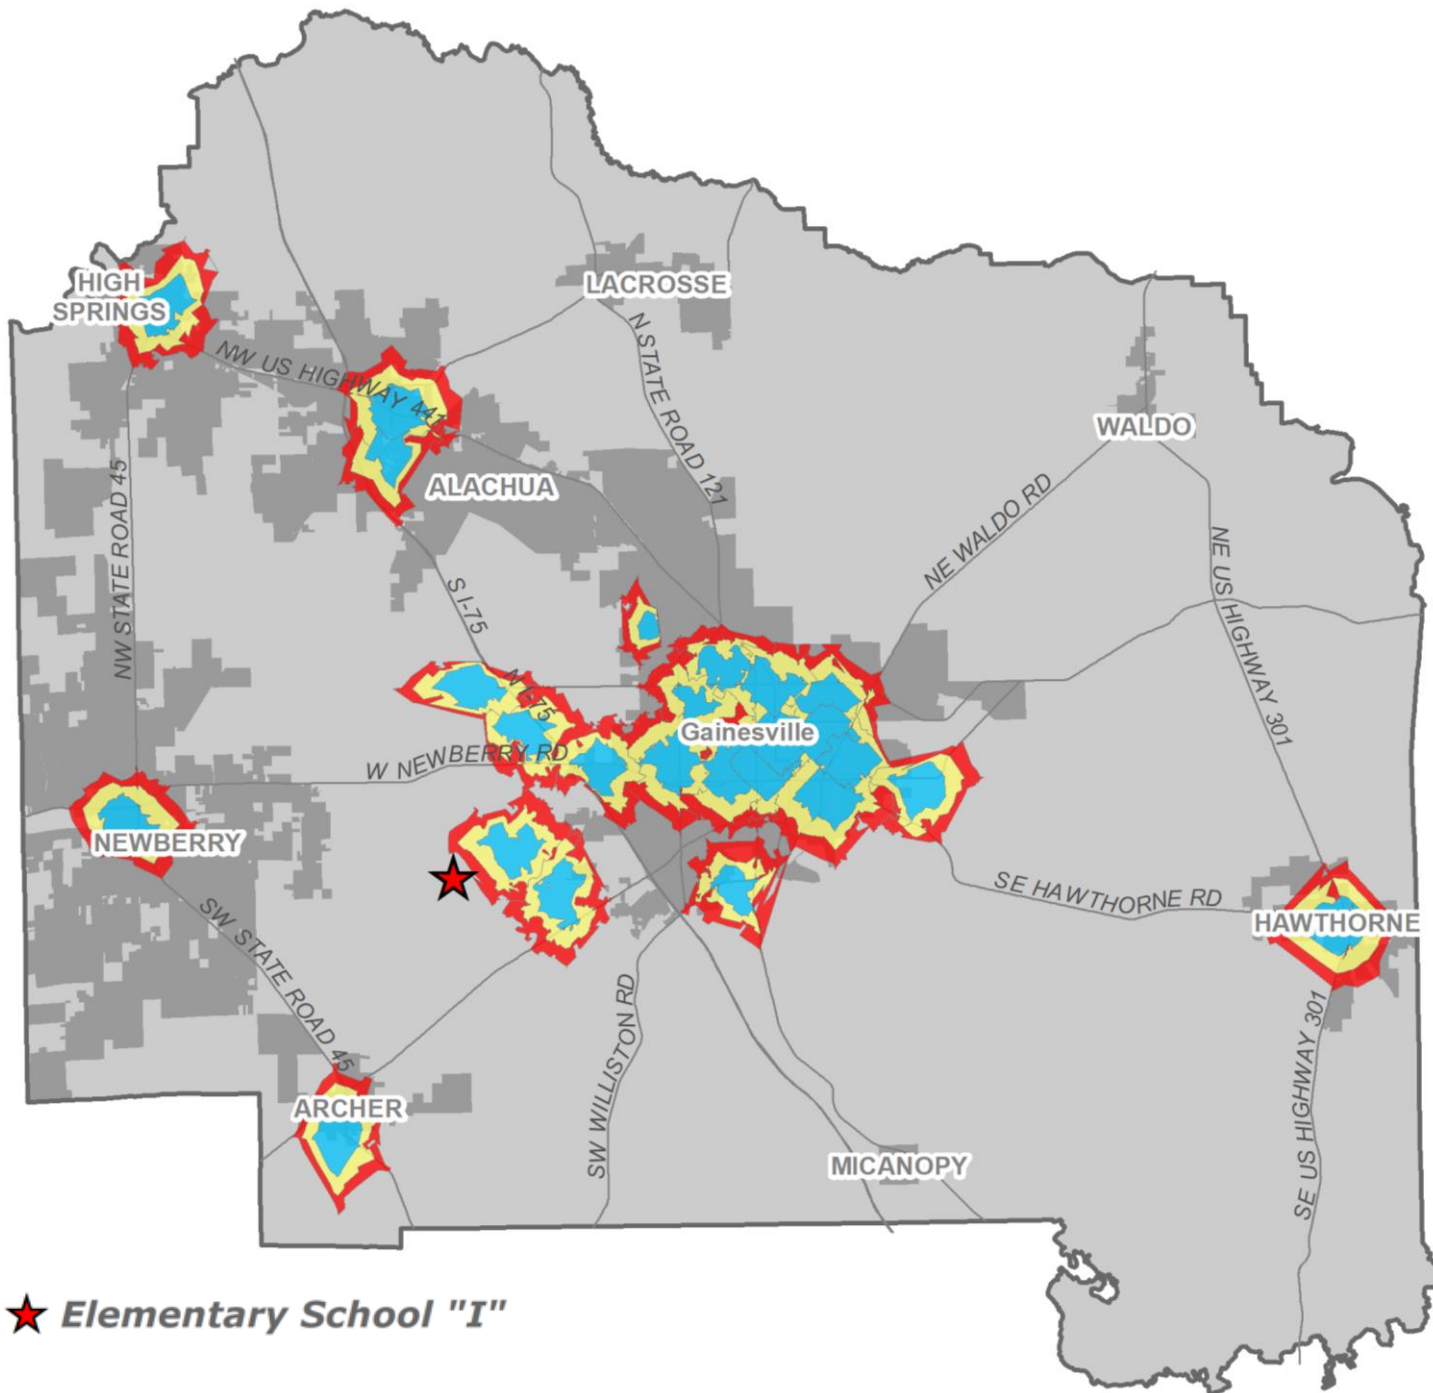 HIGH
SPRINGS
LACROSSE
NW US HIGHWAY 441
N STATE ROAD 121
WALDO
NW STATE ROAD 45
ALACHUA
NE WALDO RD
NE US HIGHWAY 301
S I-75
N I-75
Gainesville
W NEWBERRY RD
NEWBERRY
SE HAWTHORNE RD
HAWTHORNE
SW STATE ROAD 45
SW WILLISTON RD
SE US HIGHWAY 301
ARCHER
MICANOPY
Elementary School "I"